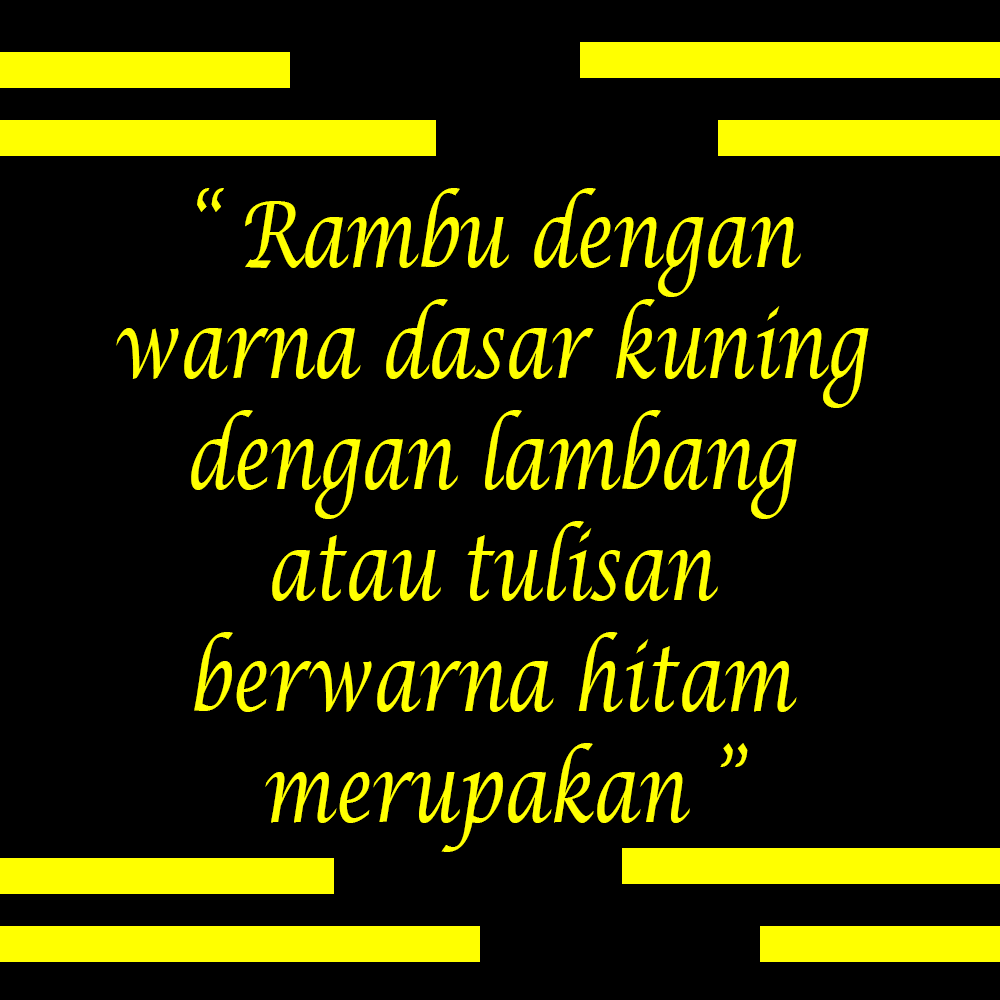 “ Rambu dengan
warna dasar kuning
dengan lambang
atau tulisan
berwarna hitam
merupakan ”